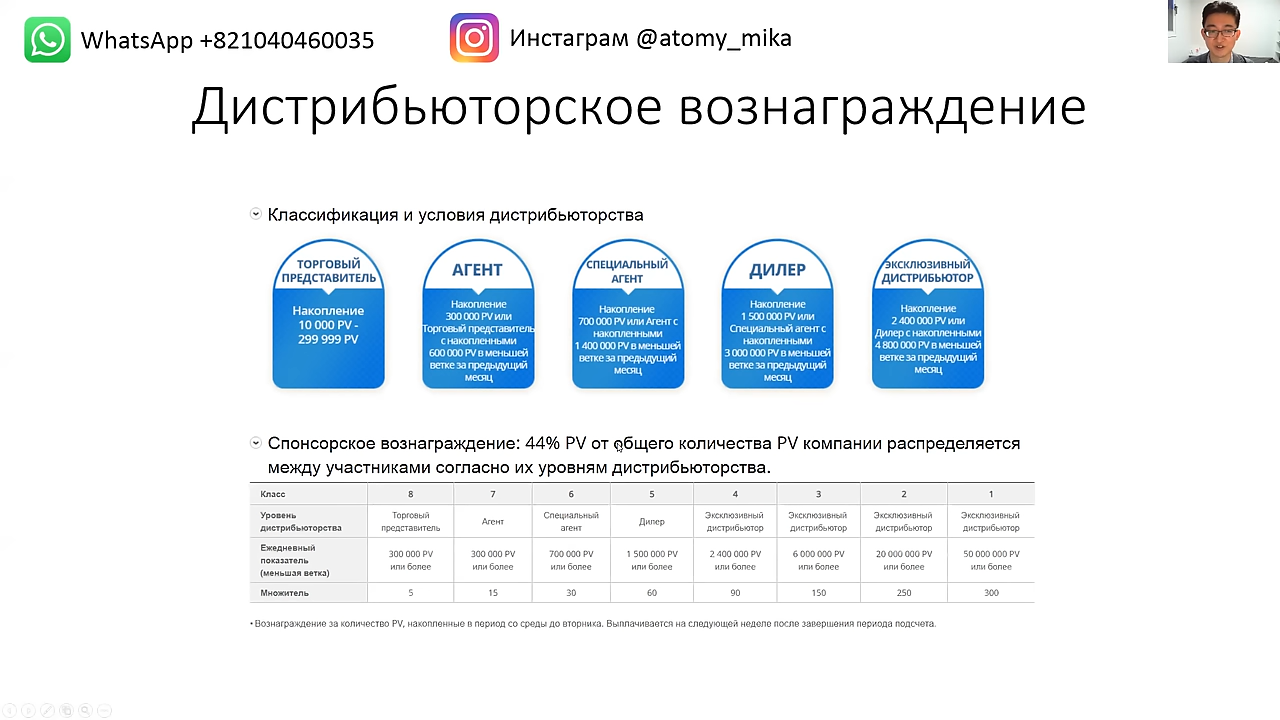 WhatsApp +821040460035
Инстаграм @atomy_mika
Дистрибьюторское вознаграждение
Классификация и условия дистрибьюторства
ТОРГОВЫЙ
ПРЕДСТАВИТЕЛЬ
Накопление
10 000 PV -
299 999 PV
АГЕНТ
Накопление
300 000 PV или
Торговый представитель
с накопленными
600 000 PV в меньшей
ветке за предыдущий
месяц
СПЕЦИАЛЬНЫЙ
АГЕНТ
Накопление
700 000 PV или Агент с
накопленными
1 400 000 PV в меньшей
ветке за предыдущий
месяц
ДИЛЕР
Накопление
1 500 000 PV или
Специальный агент с
накопленными
3 000 000 PV в меньшей
ветке за предыдущий
месяц
ЭКСКЛЮЗИВНЫЙ
ДИСТРИБЬЮТОР
Накопление
2 400 000 PV или
Дилер с накопленными
4 800 000 PV в меньшей
ветке за предыдущий
месяц
Спонсорское вознаграждение: 44% PV от общего количества PV компании распределяется
между участниками согласно их уровням дистрибьюторства.
Класс 8 7 6 5 4 3 2 1
Уровень дистрибьюторства Торговый представитель Агент Специальный агент Дилер Эксклюзивный дистрибьютор Эксклюзивный дистрибьютор Эксклюзивный дистрибьютор Эксклюзивный дистрибьютор
Ежедневный показатель (меньшая ветка) 300 000 PV или более 300 000 PV или более 700 000 PV или более 1 500 000 PV или более 2 400 000 PV или более 6 000 000 PV или более 20 000 000 PV или более 50 000 000 PV или более
Множитель 5 15 30 60 90 150 250 300
• Вознаграждение за количество PV, накопленные в период со среды до вторника. Выплачивается на следующей неделе после завершения периода подсчета.